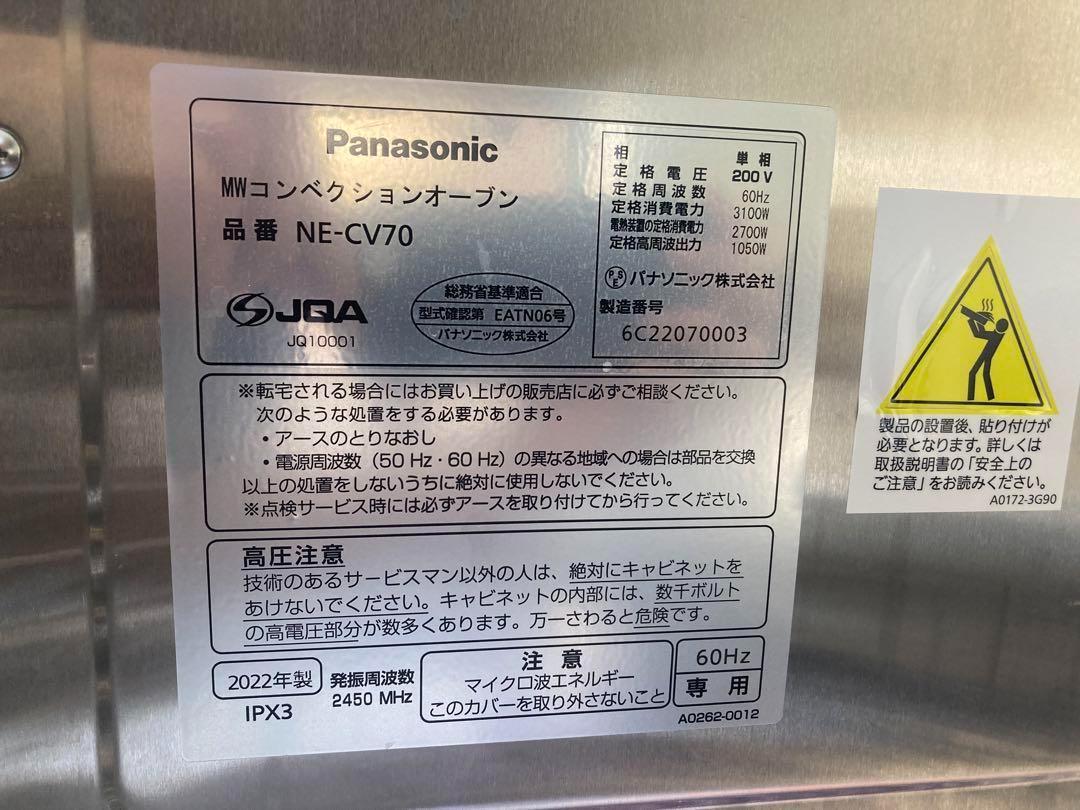 Panasonic
MWコンベクションオーブン
品番 NE-CV70
JQA
JQ10001
総務省基準適合
型式確認第 EATN06号
パナソニック株式会社
相 単相
定格電圧 200V
定格周波数 60Hz
定格消費電力 3100W
電熱装置の定格消費電力 2700W
定格高周波出力 1050W
PSE パナソニック株式会社
製造番号
6C22070003
※転宅される場合にはお買い上げの販売店に必ずご相談ください。
次のような処置をする必要があります。
・アースのとりなおし
・電源周波数（50 Hz・60 Hz）の異なる地域への場合は部品を交換
以上の処置をしないうちに絶対に使用しないでください。
※点検サービス時には必ずアースを取り付けてから行ってください。
高圧注意
技術のあるサービスマン以外の人は、絶対にキャビネットを
あけないでください。キャビネットの内部には、数千ボルト
の高電圧部分が数多くあります。万一さわると危険です。
2022年製
IPX3
発振周波数
2450 MHz
注意
マイクロ波エネルギー
このカバーを取り外さないこと
60Hz
専用
A0262-0012
製品の設置後、貼り付けが
必要となります。詳しくは
取扱説明書の「安全上の
ご注意」をお読みください。
A0172-3G90